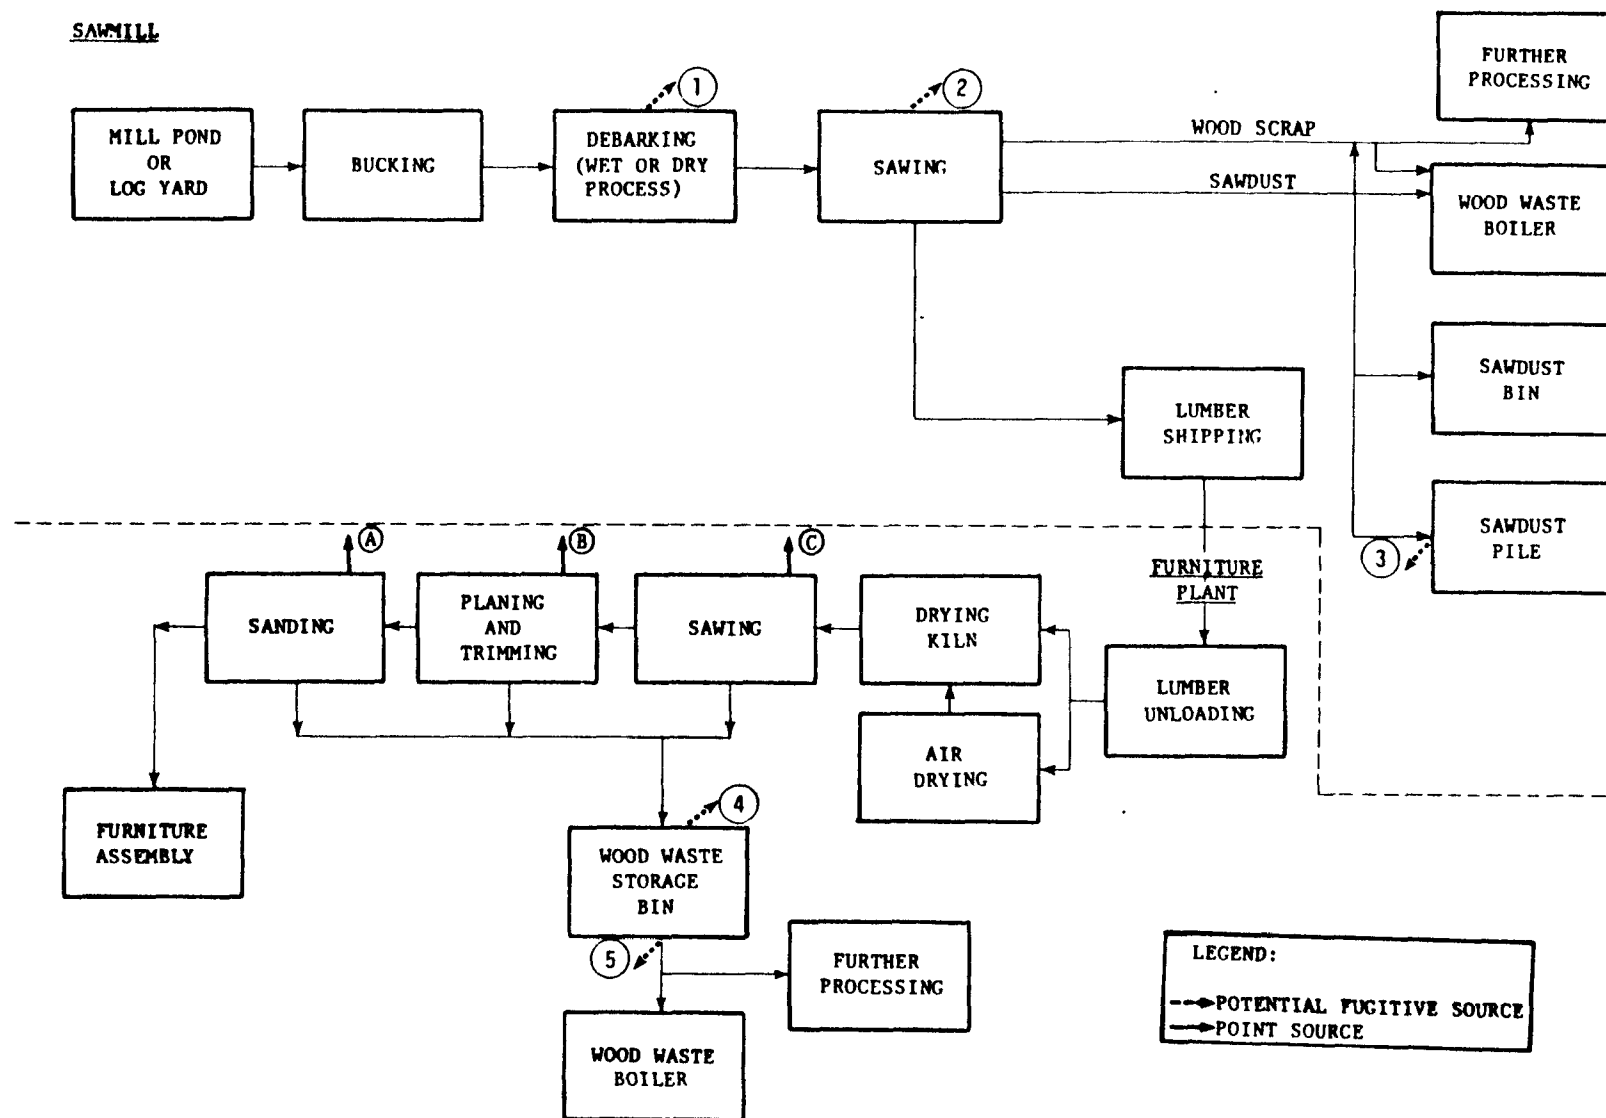 SAWMILL
MILL POND
OR
LOG YARD
BUCKING
1
DEBARKING
(WET OR DRY
PROCESS)
2
SAWING
WOOD SCRAP
SAWDUST
FURTHER
PROCESSING
WOOD WASTE
BOILER
SAWDUST
BIN
LUMBER
SHIPPING
3
SAWDUST
PILE
FURNITURE
PLANT
A
SANDING
B
PLANING
AND
TRIMMING
C
SAWING
DRYING
KILN
LUMBER
UNLOADING
AIR
DRYING
FURNITURE
ASSEMBLY
4
WOOD WASTE
STORAGE
BIN
5
FURTHER
PROCESSING
WOOD WASTE
BOILER
LEGEND:
POTENTIAL FUGITIVE SOURCE
POINT SOURCE